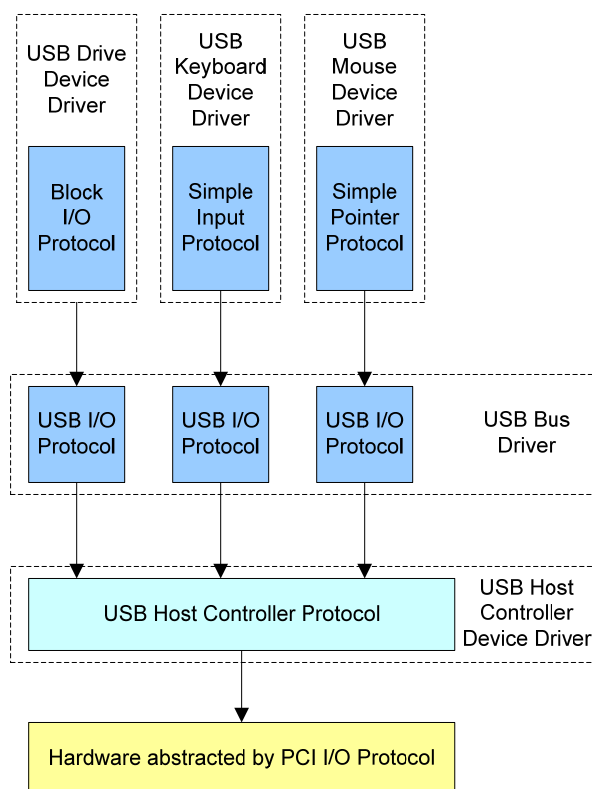 USB Drive
Device
Driver
USB
Keyboard
Device
Driver
USB
Mouse
Device
Driver
Block
I/O
Protocol
Simple
Input
Protocol
Simple
Pointer
Protocol
USB I/O
Protocol
USB I/O
Protocol
USB I/O
Protocol
USB Bus
Driver
USB Host Controller Protocol
USB Host
Controller
Device Driver
Hardware abstracted by PCI I/O Protocol